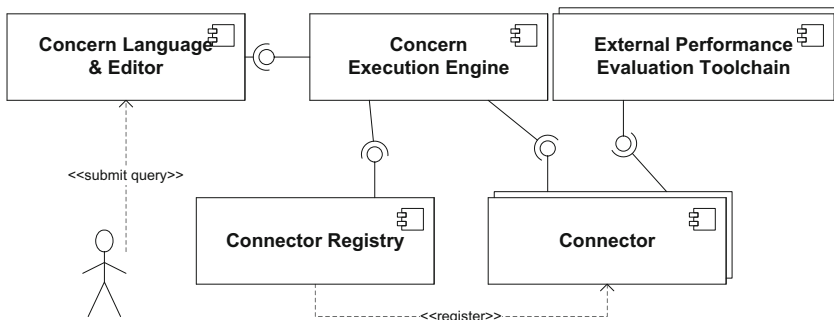 Concern Language
& Editor
Concern
Execution Engine
External Performance
Evaluation Toolchain
<<submit query>>
Connector Registry
Connector
<<register>>